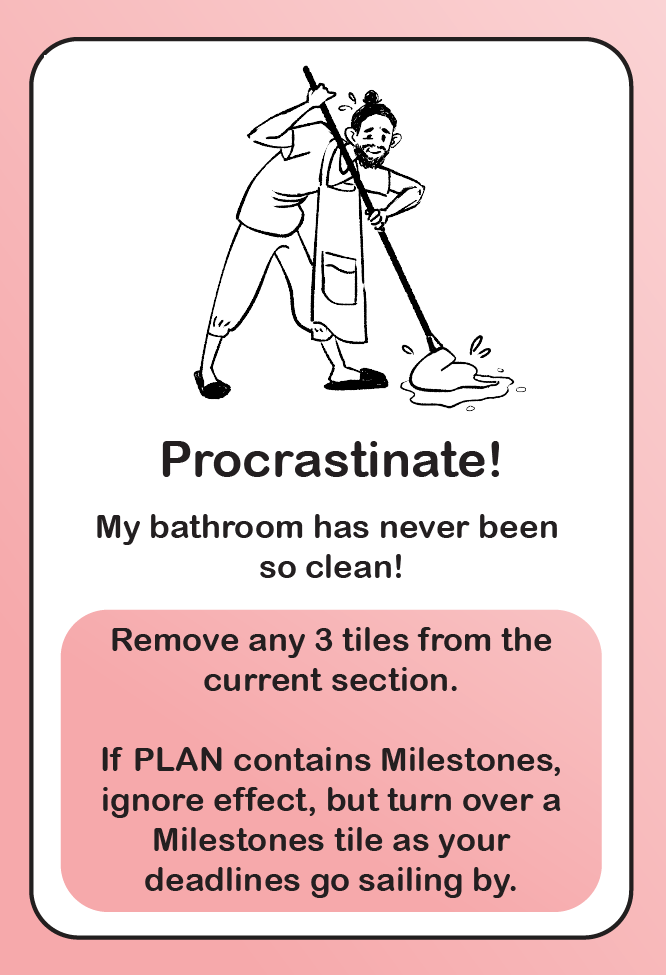 Procrastinate!
My bathroom has never been
so clean!
Remove any 3 tiles from the
current section.
If PLAN contains Milestones,
ignore effect, but turn over a
Milestones tile as your
deadlines go sailing by.